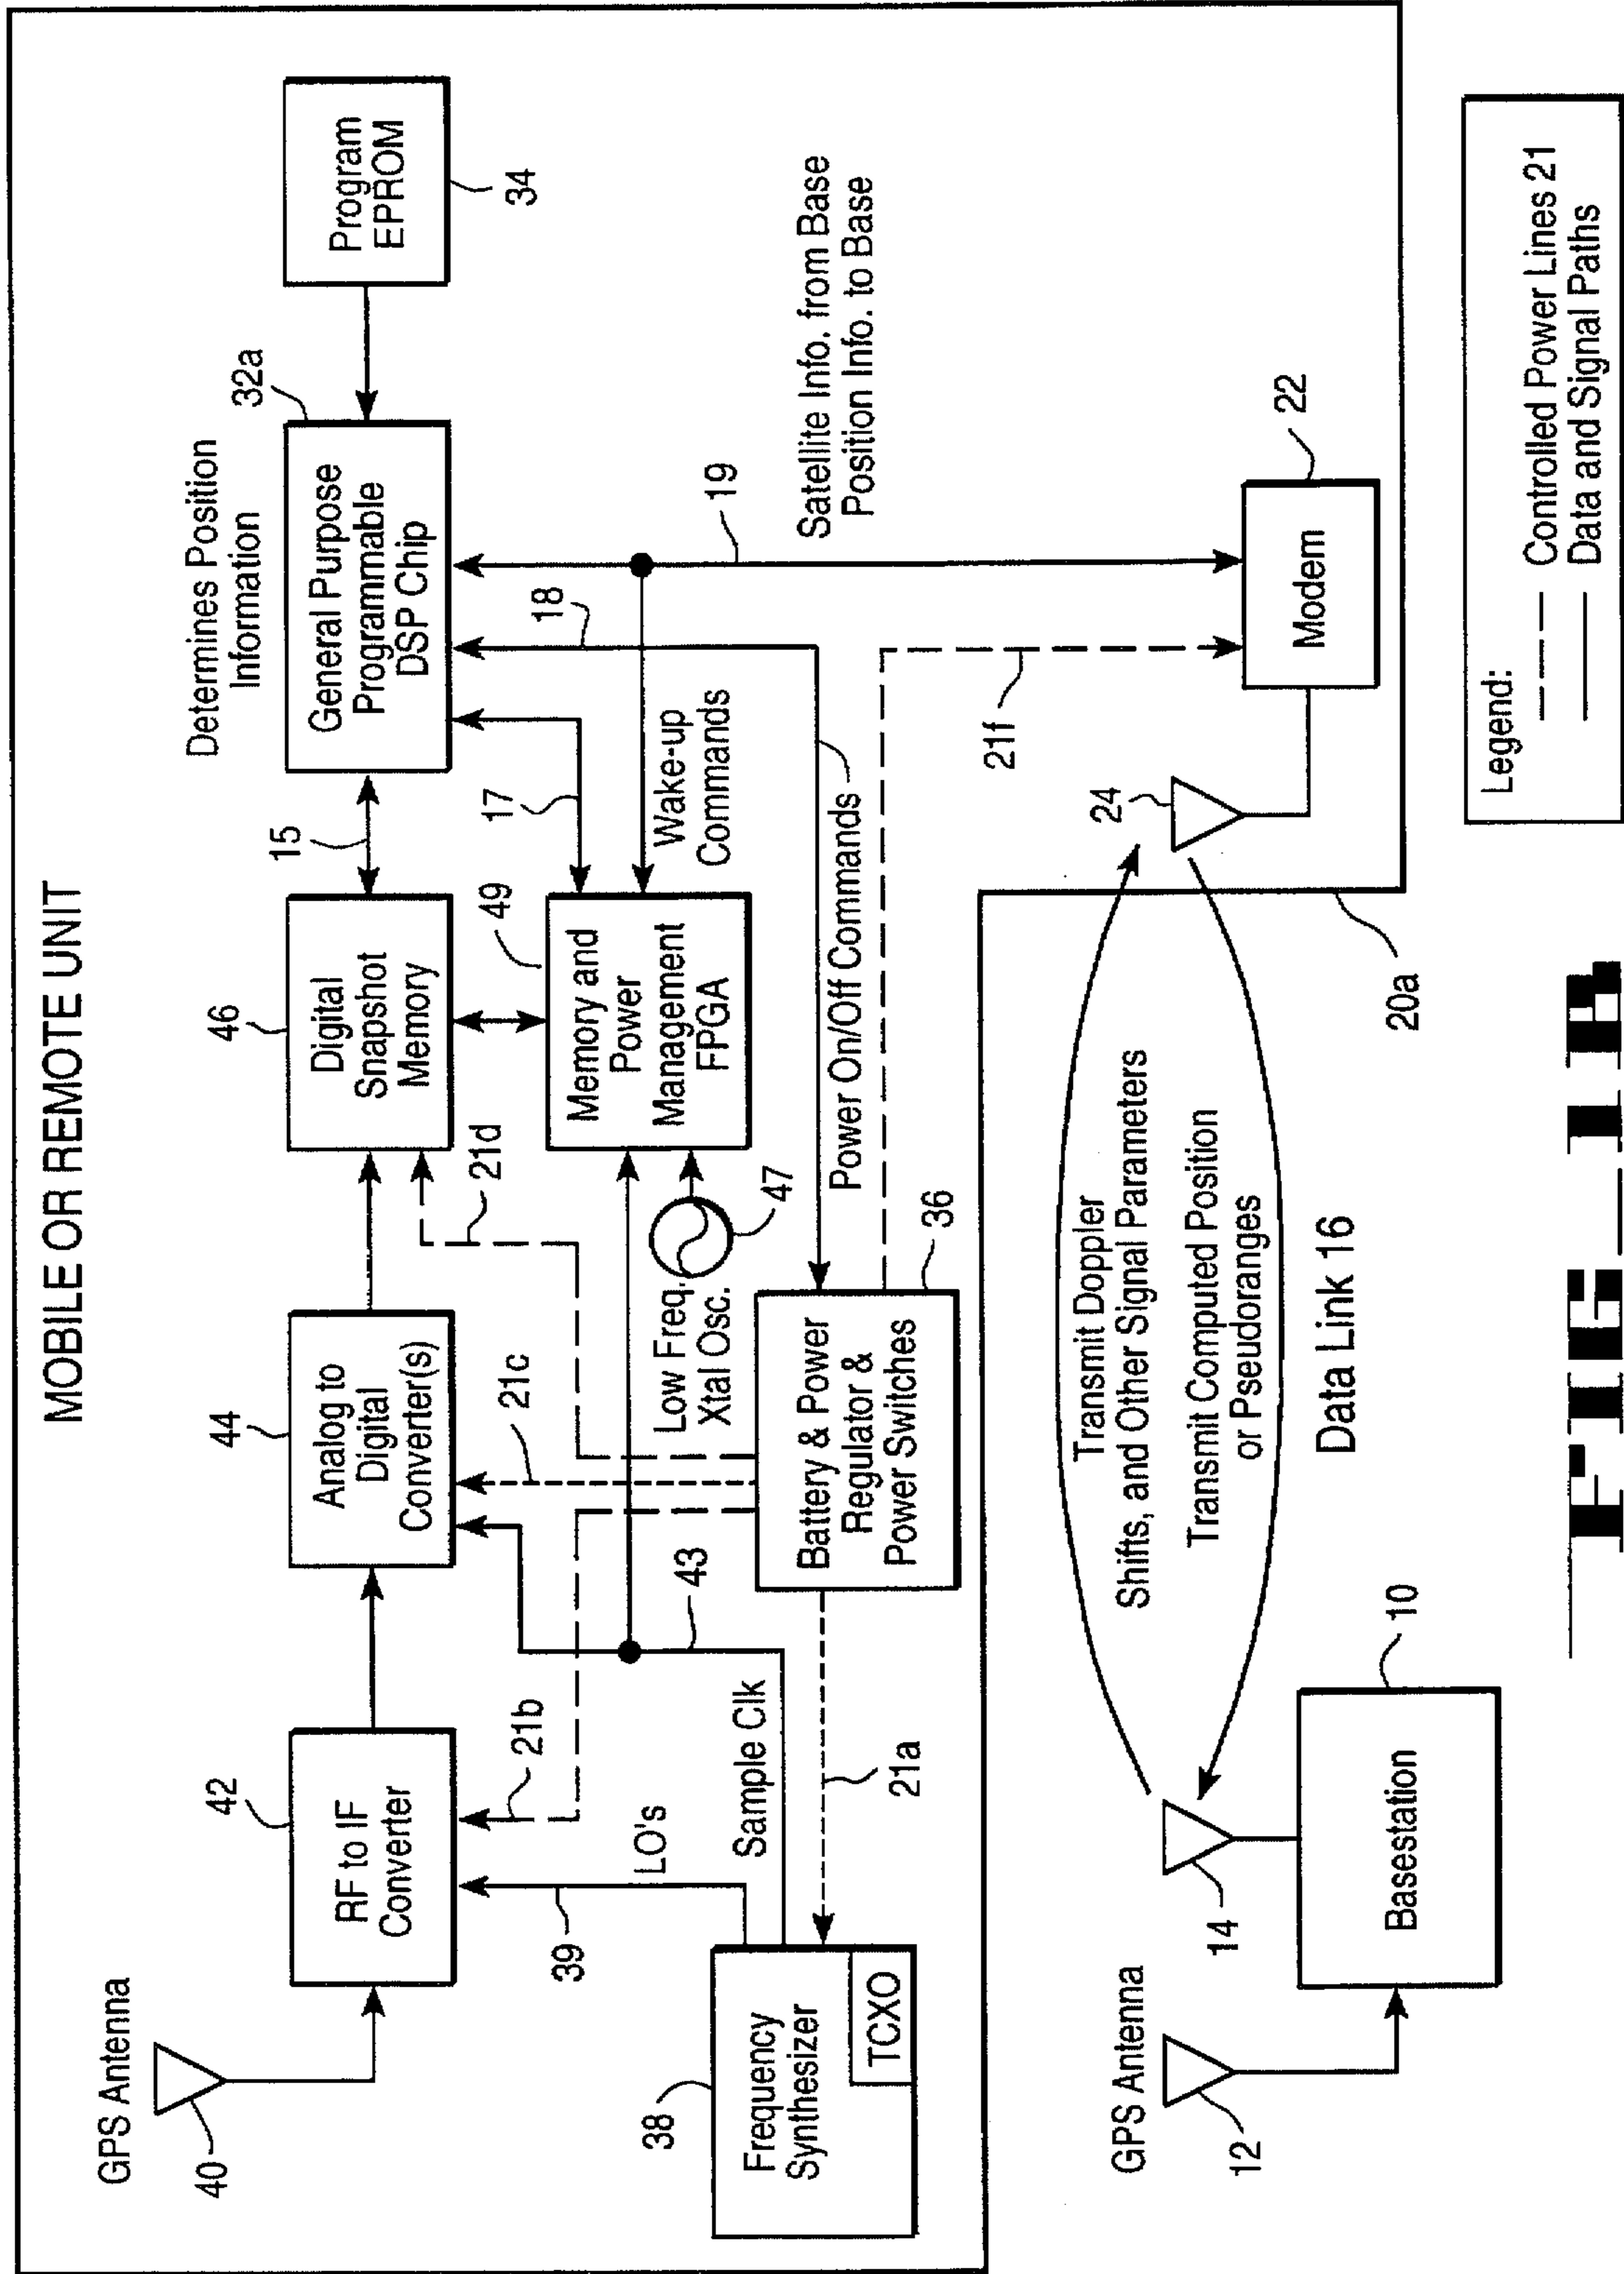 MOBILE OR REMOTE UNIT
GPS Antenna
40
42
RF to IF
Converter
44
Analog to
Digital
Converter(s)
46
Digital
Snapshot
Memory
15
Determines Position
Information
32a
General Purpose
Programmable
DSP Chip
Program
EPROM
34
39
LO's
21b
Sample Clk
43
21c
21d
49
Memory and
Power
Management
FPGA
17
18
19
Wake-up
Commands
Low Freq.
Xtal Osc.
47
38
Frequency
Synthesizer
TCXO
21a
Battery & Power
Regulator &
Power Switches
36
Power On/Off Commands
21f
Satellite Info. from Base
Position Info. to Base
Modem
22
24
20a
GPS Antenna
12
14
Basestation
10
Transmit Doppler
Shifts, and Other Signal Parameters
Transmit Computed Position
or Pseudoranges
Data Link 16
Legend:
Controlled Power Lines 21
Data and Signal Paths